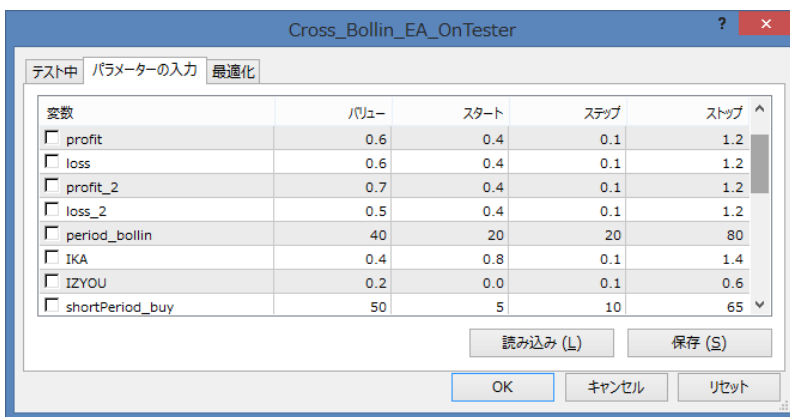 Cross_Bollin_EA_OnTester ? ×
テスト中 パラメーターの入力 最適化
変数 バリュー スタート ステップ ストップ
profit 0.6 0.4 0.1 1.2
loss 0.6 0.4 0.1 1.2
profit_2 0.7 0.4 0.1 1.2
loss_2 0.5 0.4 0.1 1.2
period_bollin 40 20 20 80
IKA 0.4 0.8 0.1 1.4
IZYOU 0.2 0.0 0.1 0.6
shortPeriod_buy 50 5 10 65
読み込み (L) 保存 (S)
OK キャンセル リセット